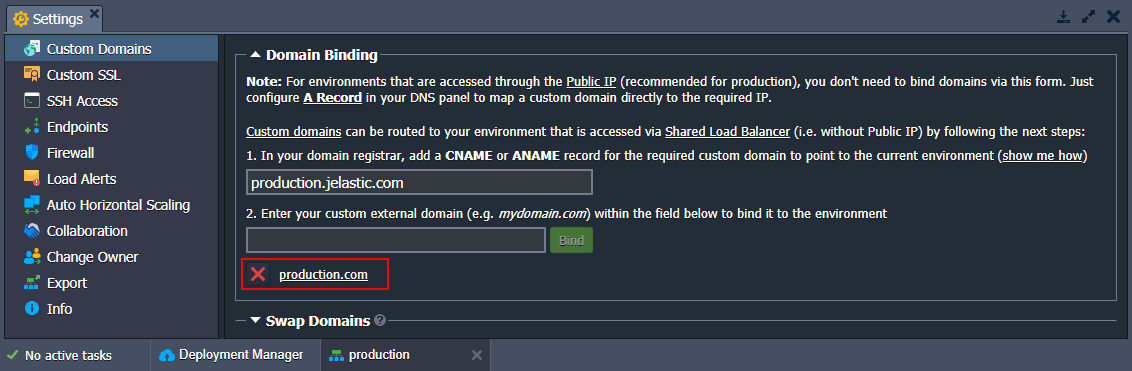 Settings
Custom Domains
Custom SSL
SSH Access
Endpoints
Firewall
Load Alerts
Auto Horizontal Scaling
Collaboration
Change Owner
Export
Info
Domain Binding
Note: For environments that are accessed through the Public IP (recommended for production), you don't need to bind domains via this form. Just
configure A Record in your DNS panel to map a custom domain directly to the required IP.
Custom domains can be routed to your environment that is accessed via Shared Load Balancer (i.e. without Public IP) by following the next steps:
1. In your domain registrar, add a CNAME or ANAME record for the required custom domain to point to the current environment (show me how)
production.jelastic.com
2. Enter your custom external domain (e.g. mydomain.com) within the field below to bind it to the environment
Bind
production.com
Swap Domains ?
No active tasks
Deployment Manager
production